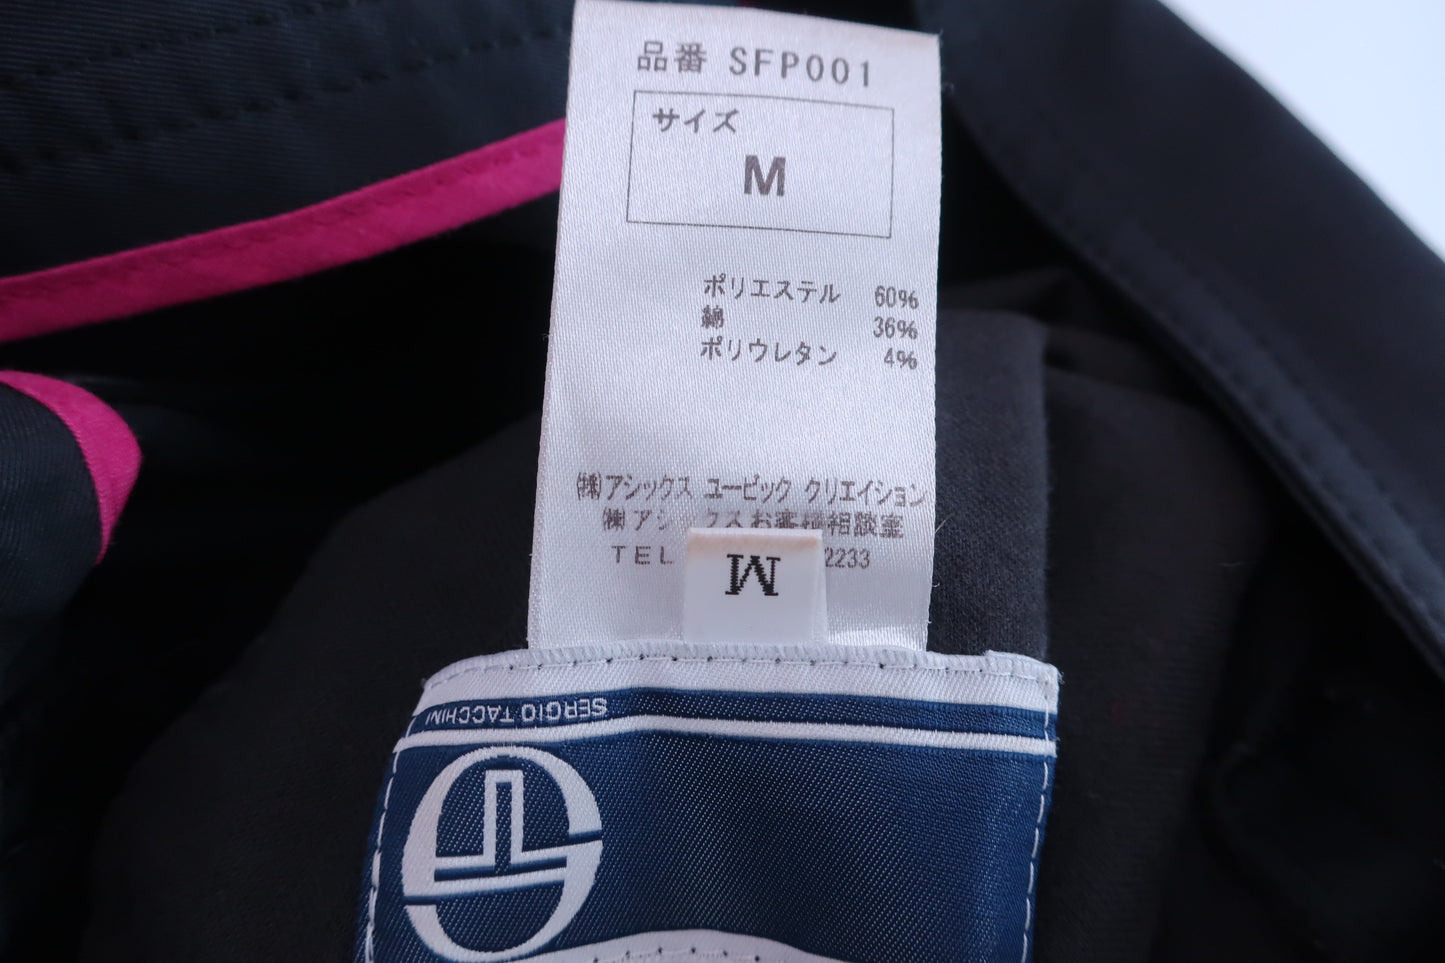 品番 SFP001
サイズ
M
ポリエステル 60%
綿 36%
ポリウレタン 4%
㈱アシックス ユービック クリエイション
㈱アシックスお客様相談室
TEL 2233
M
SERGIO TACCHINI